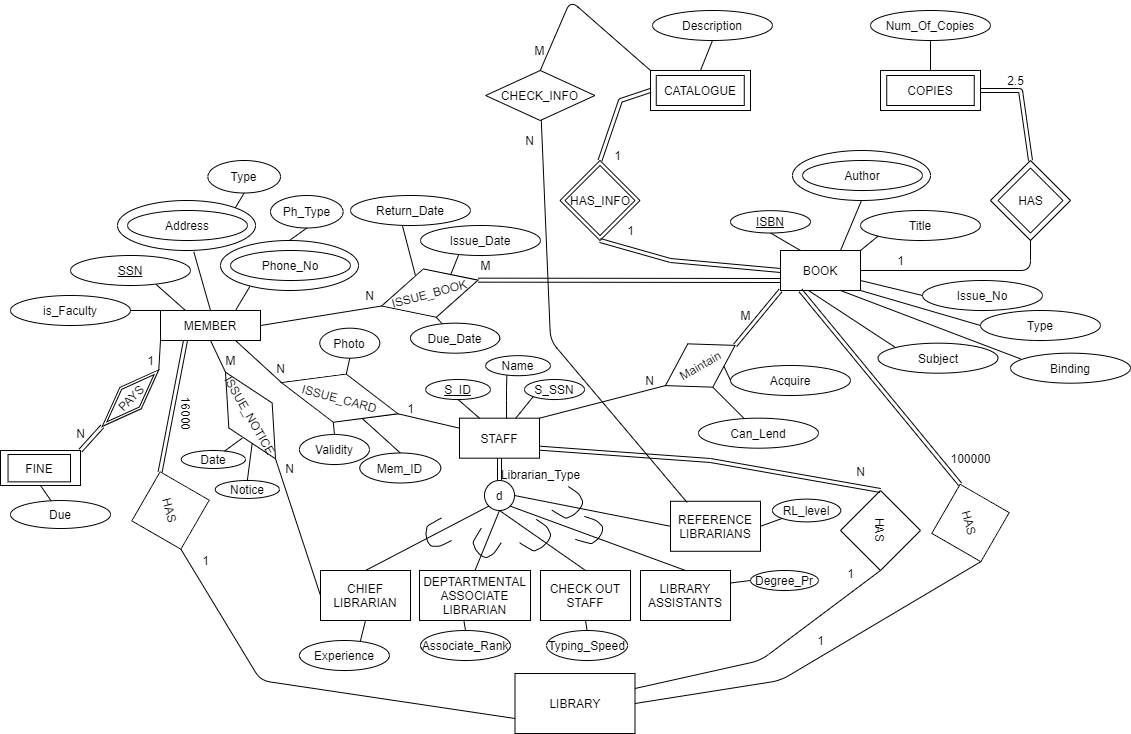 Description
Num_Of_Copies
M
CHECK_INFO
CATALOGUE
2.5
COPIES
N
1
Type
Author
HAS_INFO
HAS
Ph_Type
Return_Date
Address
ISBN
Title
1
Issue_Date
Phone_No
SSN
M
1
BOOK
ISSUE_BOOK
N
Issue_No
is_Faculty
MEMBER
M
Type
Due_Date
Photo
Subject
1
M
N
Name
Maintain
Binding
N
Acquire
PAYS
S_ID
S_SSN
ISSUE_CARD
1
16000
ISSUE_NOTICE
N
STAFF
Can_Lend
Validity
Date
Mem_ID
100000
FINE
N
Librarian_Type
N
Notice
d
Due
HAS
RL_level
REFERENCE
LIBRARIANS
HAS
HAS
1
1
CHIEF
LIBRARIAN
DEPTARTMENTAL
ASSOCIATE
LIBRARIAN
CHECK OUT
STAFF
LIBRARY
ASSISTANTS
Degree_Pr
Experience
Associate_Rank
Typing_Speed
1
LIBRARY